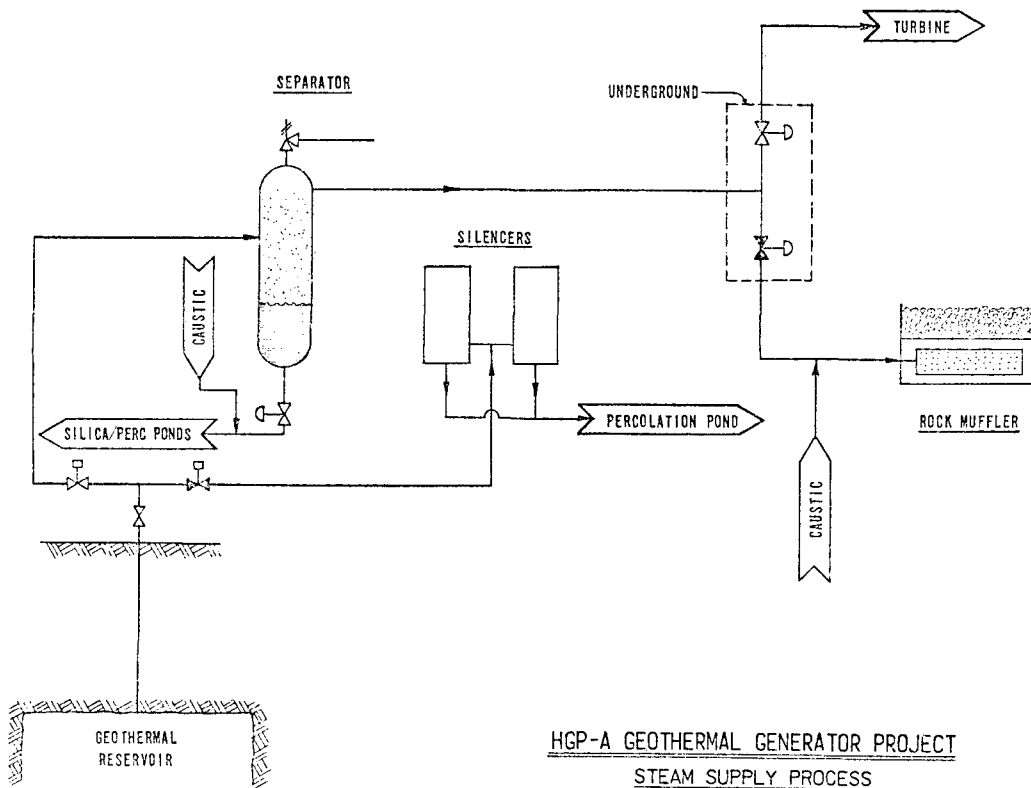 TURBINE
SEPARATOR
UNDERGROUND
SILENCERS
CAUSTIC
SILICA/PERC PONDS
PERCOLATION POND
ROCK MUFFLER
CAUSTIC
GEOTHERMAL
RESERVOIR
HGP-A GEOTHERMAL GENERATOR PROJECT
STEAM SUPPLY PROCESS